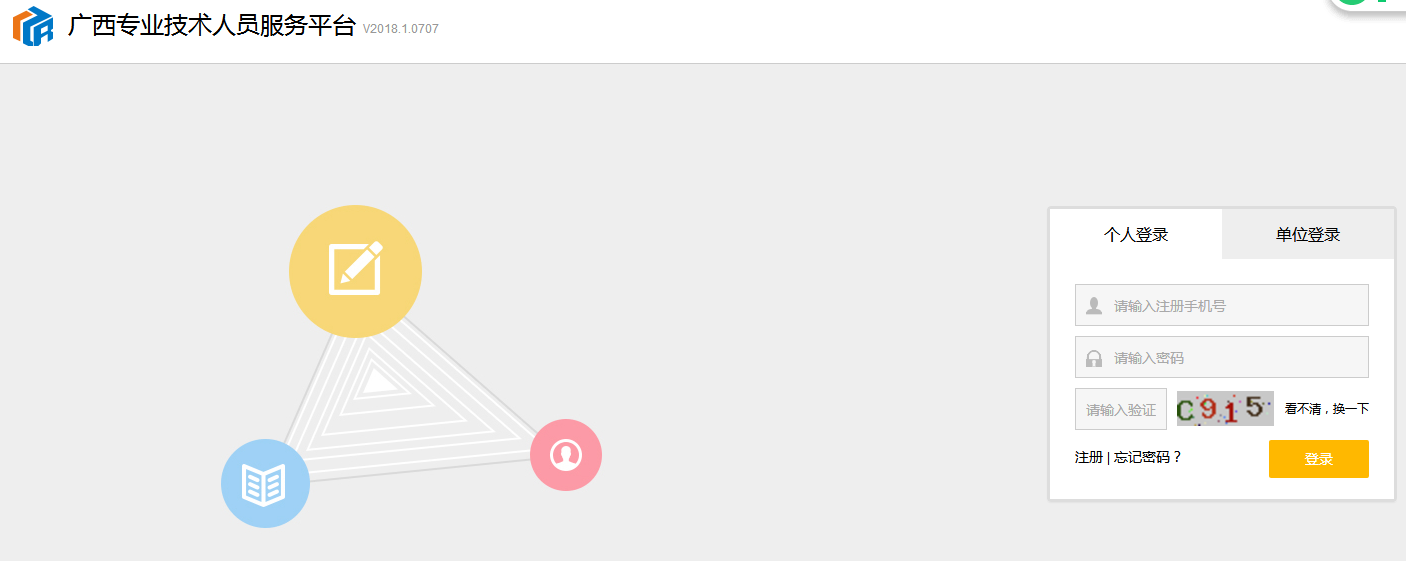 广西专业技术人员服务平台 V2018.1.0707
个人登录 单位登录
请输入注册手机号
请输入密码
请输入验证 C915 看不清，换一下
注册 | 忘记密码？ 登录